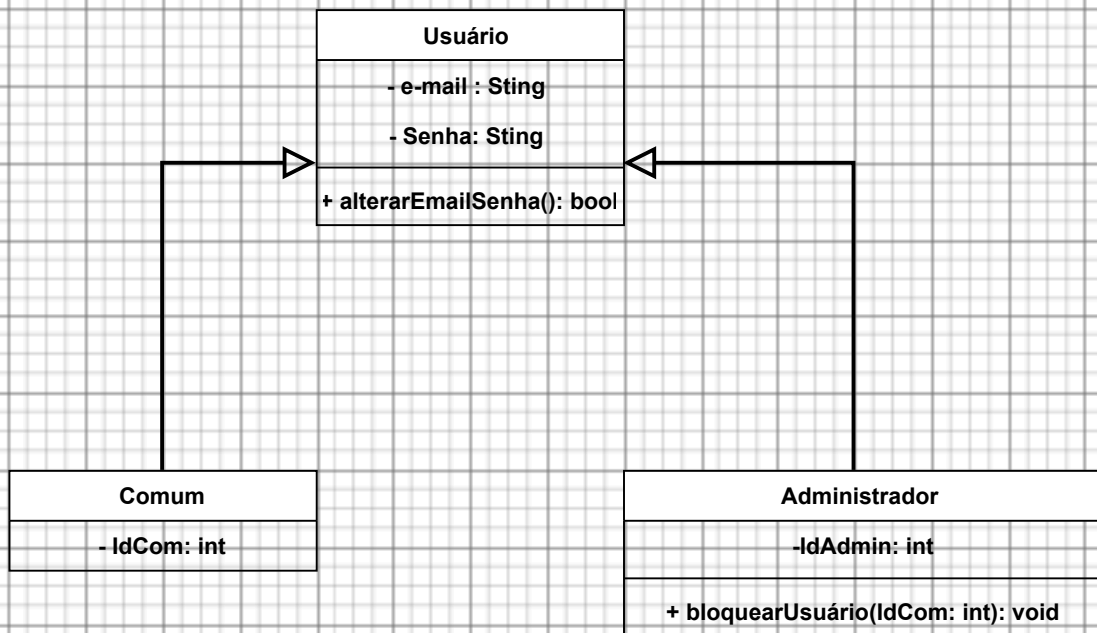 Usuário
- e-mail : Sting
- Senha: Sting
+ alterarEmailSenha(): bool
Comum
- IdCom: int
Administrador
-IdAdmin: int
+ bloquearUsuário(IdCom: int): void